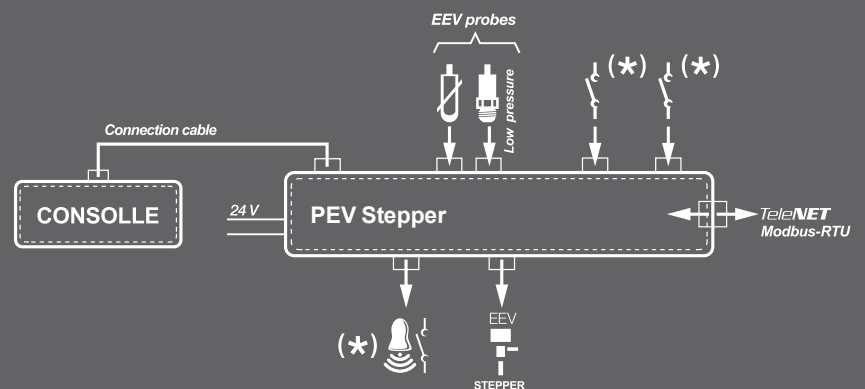 EEV probes
(*)
(*)
Low pressure
Connection cable
CONSOLLE
24 V
PEV Stepper
TeleNET
Modbus-RTU
(*)
EEV
STEPPER